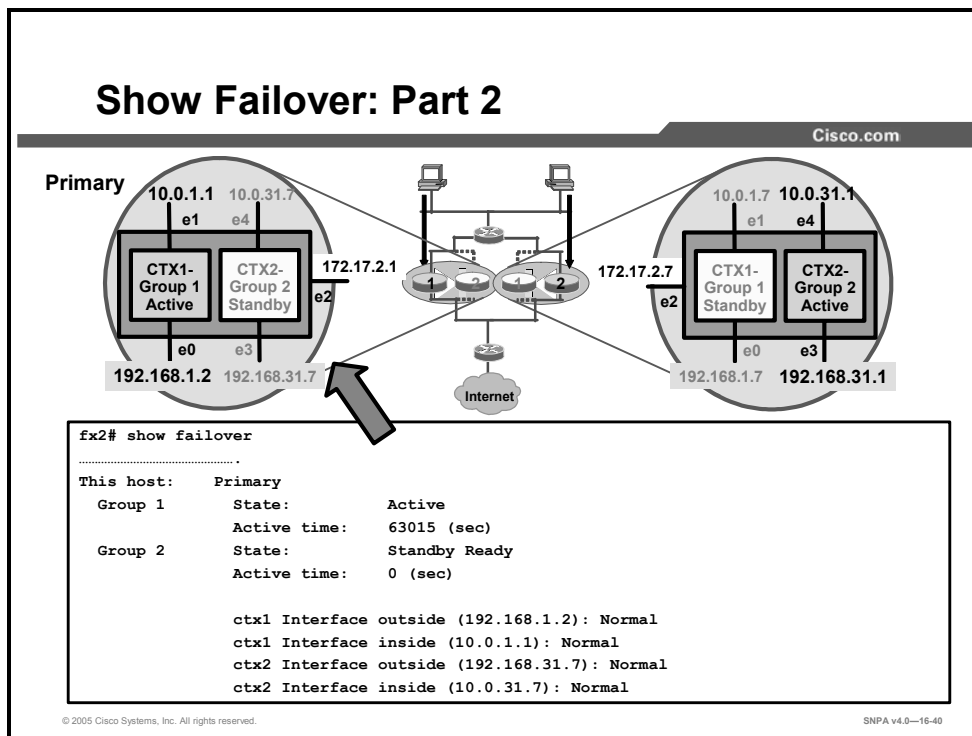 Show Failover: Part 2
Cisco.com
Primary
10.0.1.1 10.0.31.7
e1 e4
CTX1-
Group 1
Active
CTX2-
Group 2
Standby
172.17.2.1
e2
e0 e3
192.168.1.2 192.168.31.7
1 2 1 2
Internet
10.0.1.7 10.0.31.1
e1 e4
172.17.2.7
e2
CTX1-
Group 1
Standby
CTX2-
Group 2
Active
e0 e3
192.168.1.7 192.168.31.1
fx2# show failover
……………………………………….
This host: Primary
Group 1 State: Active
Active time: 63015 (sec)
Group 2 State: Standby Ready
Active time: 0 (sec)
ctx1 Interface outside (192.168.1.2): Normal
ctx1 Interface inside (10.0.1.1): Normal
ctx2 Interface outside (192.168.31.7): Normal
ctx2 Interface inside (10.0.31.7): Normal
© 2005 Cisco Systems, Inc. All rights reserved.
SNPA v4.0—16-40